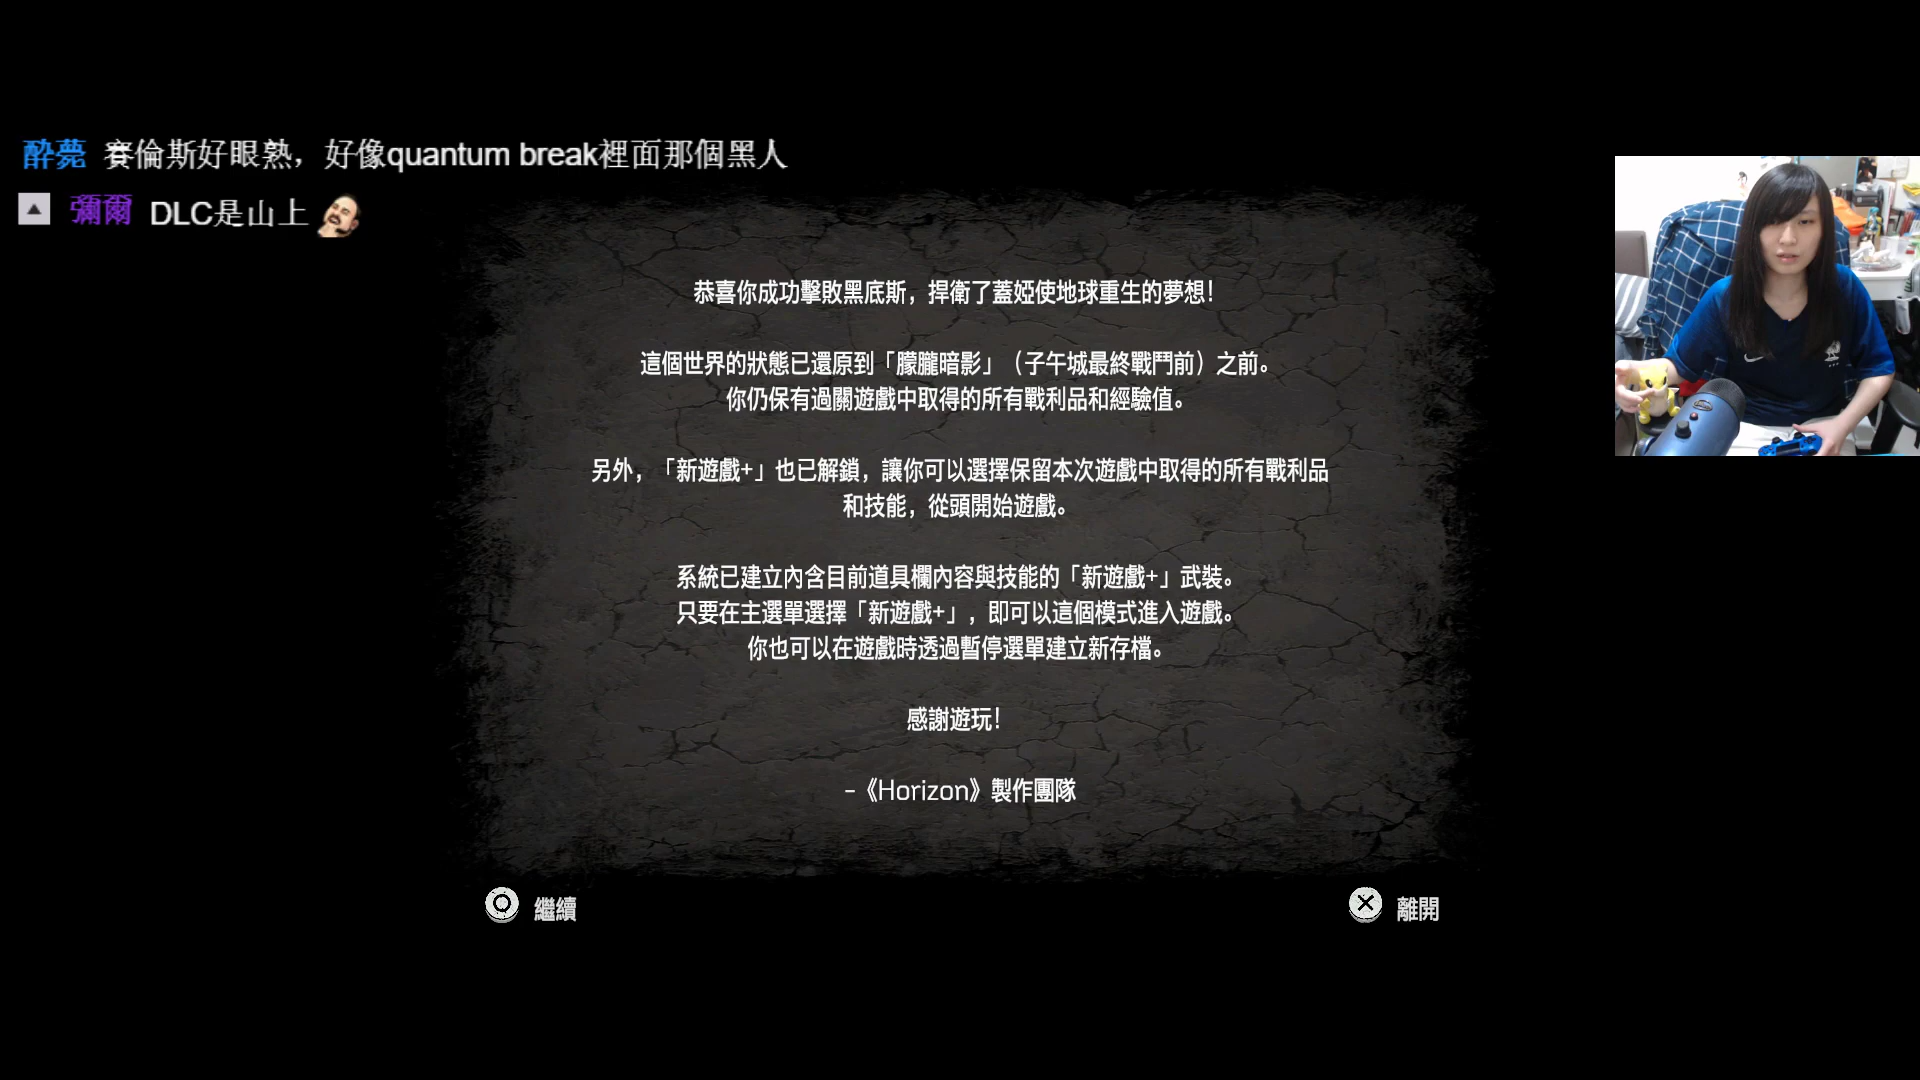 酔薨 賽倫斯好眼熟，好像quantum break裡面那個黑人
彌爾 DLC是山上
恭喜你成功擊敗黑底斯，捍衛了蓋婭使地球重生的夢想！
這個世界的狀態已還原到「朦朧暗影」（子午城最終戰鬥前）之前。
你仍保有過關遊戲中取得的所有戰利品和經驗值。
另外，「新遊戲+」也已解鎖，讓你可以選擇保留本次遊戲中取得的所有戰利品
和技能，從頭開始遊戲。
系統已建立內含目前道具欄內容與技能的「新遊戲+」武裝。
只要在主選單選擇「新遊戲+」，即可以這個模式進入遊戲。
你也可以在遊戲時透過暫停選單建立新存檔。
感謝遊玩！
–《Horizon》製作團隊
繼續
離開